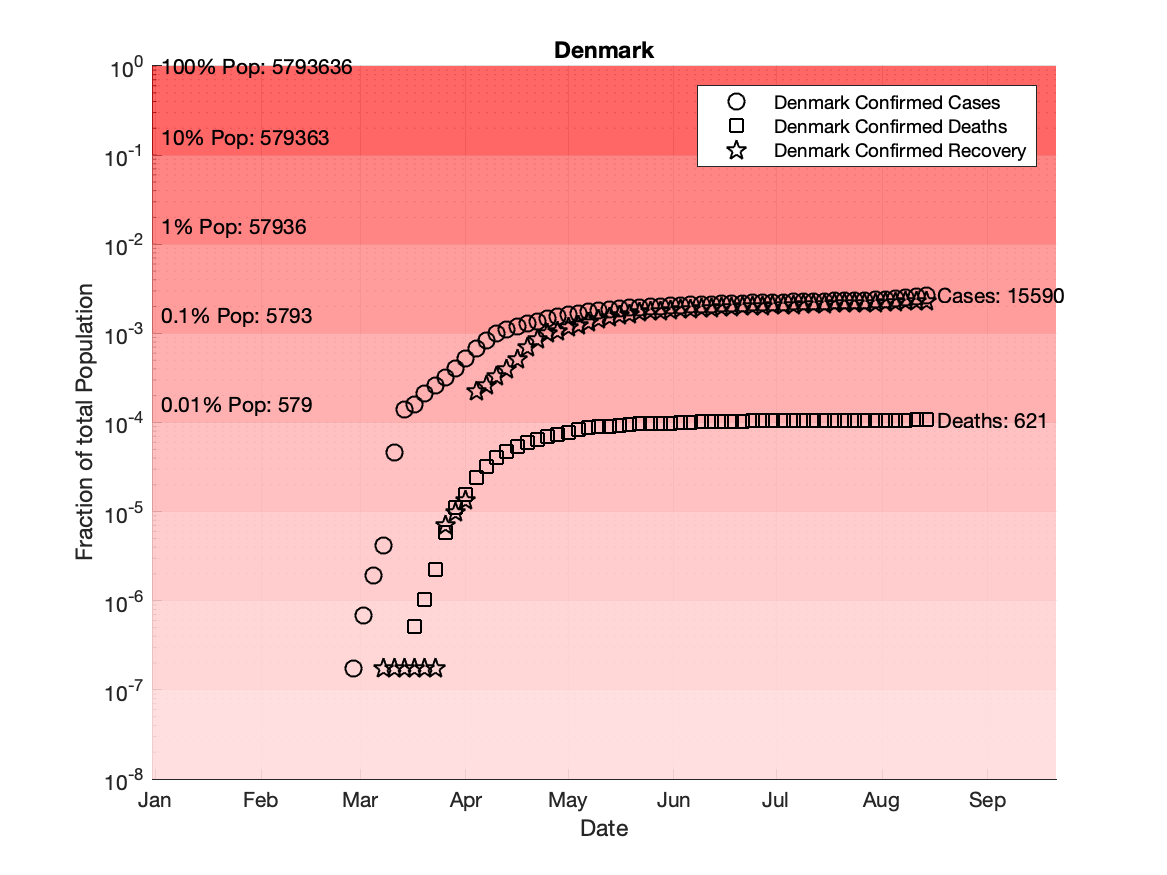 Denmark
10^0
100% Pop: 5793636
Denmark Confirmed Cases
Denmark Confirmed Deaths
Denmark Confirmed Recovery
10% Pop: 579363
10^-1
1% Pop: 57936
10^-2
Cases: 15590
0.1% Pop: 5793
10^-3
0.01% Pop: 579
10^-4
Deaths: 621
10^-5
10^-6
10^-7
10^-8
Fraction of total Population
Jan Feb Mar Apr May Jun Jul Aug Sep
Date